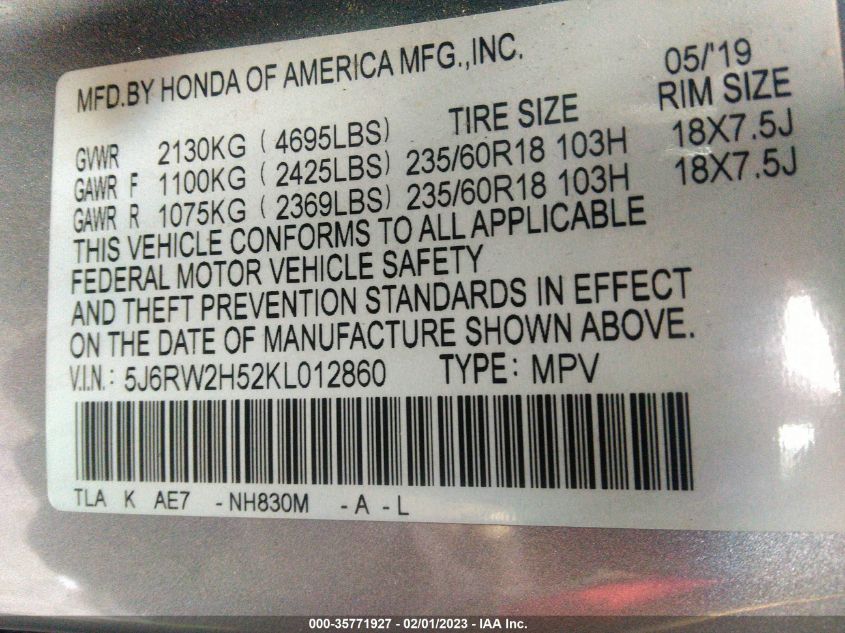 MFD.BY HONDA OF AMERICA MFG.,INC. 05/'19
TIRE SIZE RIM SIZE
GVWR 2130KG ( 4695LBS)
GAWR F 1100KG ( 2425LBS) 235/60R18 103H 18X7.5J
GAWR R 1075KG ( 2369LBS) 235/60R18 103H 18X7.5J
THIS VEHICLE CONFORMS TO ALL APPLICABLE
FEDERAL MOTOR VEHICLE SAFETY
AND THEFT PREVENTION STANDARDS IN EFFECT
ON THE DATE OF MANUFACTURE SHOWN ABOVE.
V.I.N.: 5J6RW2H52KL012860 TYPE: MPV
TLA K AE7 -NH830M -A -L
000-35771927 - 02/01/2023 - IAA Inc.